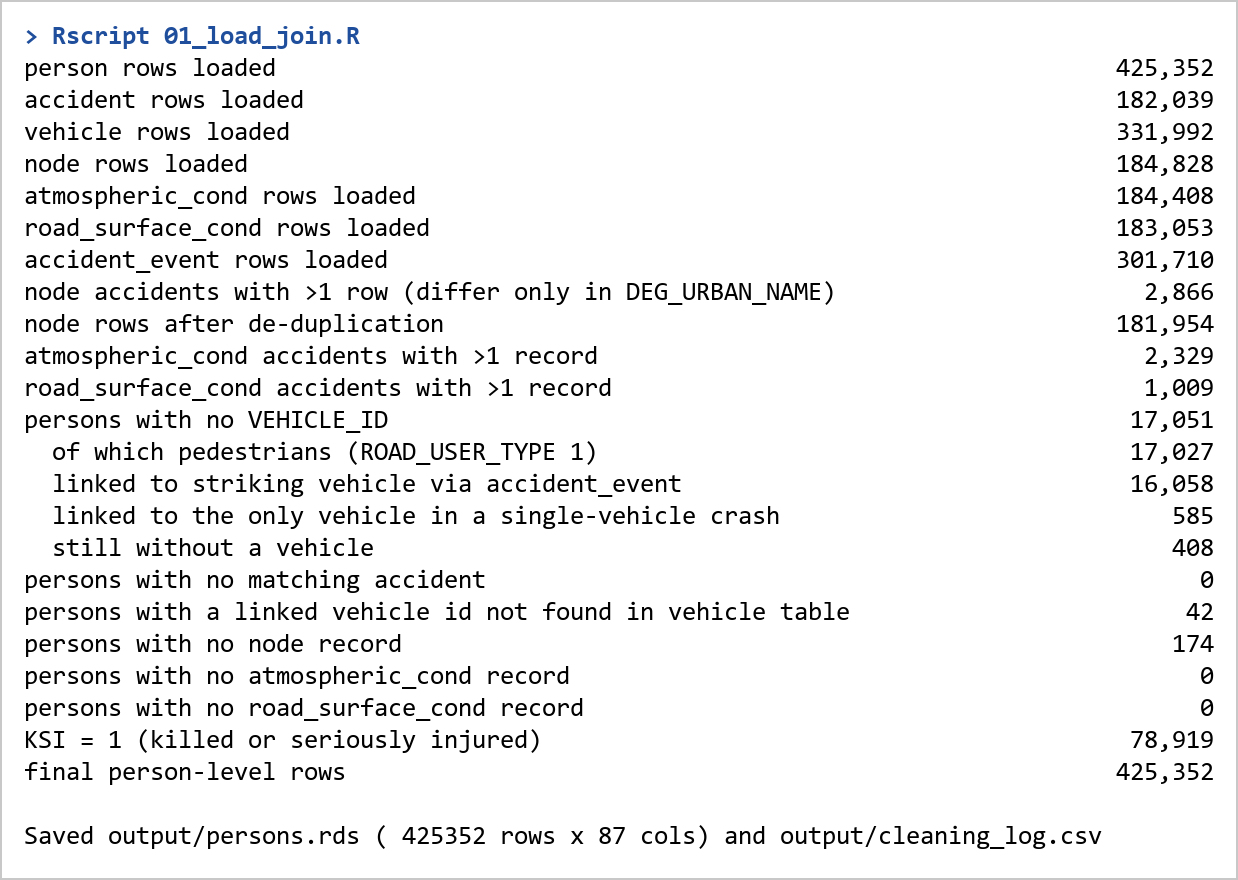 > Rscript 01_load_join.R
person rows loaded 425,352
accident rows loaded 182,039
vehicle rows loaded 331,992
node rows loaded 184,828
atmospheric_cond rows loaded 184,408
road_surface_cond rows loaded 183,053
accident_event rows loaded 301,710
node accidents with >1 row (differ only in DEG_URBAN_NAME) 2,866
node rows after de-duplication 181,954
atmospheric_cond accidents with >1 record 2,329
road_surface_cond accidents with >1 record 1,009
persons with no VEHICLE_ID 17,051
  of which pedestrians (ROAD_USER_TYPE 1) 17,027
  linked to striking vehicle via accident_event 16,058
  linked to the only vehicle in a single-vehicle crash 585
  still without a vehicle 408
persons with no matching accident 0
persons with a linked vehicle id not found in vehicle table 42
persons with no node record 174
persons with no atmospheric_cond record 0
persons with no road_surface_cond record 0
KSI = 1 (killed or seriously injured) 78,919
final person-level rows 425,352
Saved output/persons.rds ( 425352 rows x 87 cols) and output/cleaning_log.csv